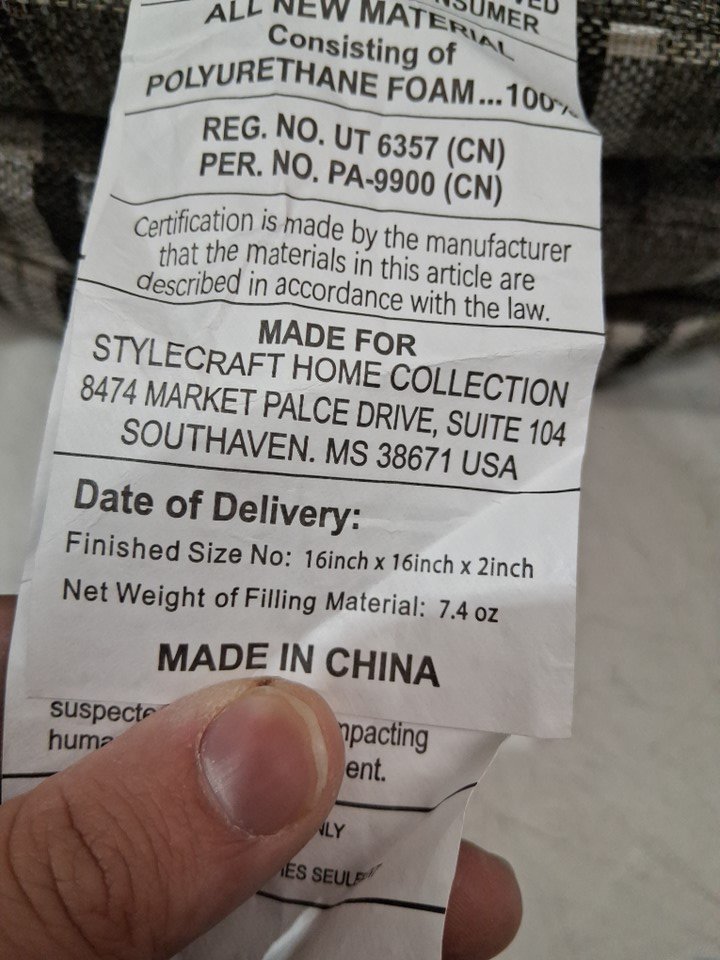 ALL NEW MATERIAL
Consisting of
POLYURETHANE FOAM...100%
REG. NO. UT 6357 (CN)
PER. NO. PA-9900 (CN)
Certification is made by the manufacturer
that the materials in this article are
described in accordance with the law.
MADE FOR
STYLECRAFT HOME COLLECTION
8474 MARKET PALCE DRIVE, SUITE 104
SOUTHAVEN. MS 38671 USA
Date of Delivery:
Finished Size No: 16inch x 16inch x 2inch
Net Weight of Filling Material: 7.4 oz
MADE IN CHINA